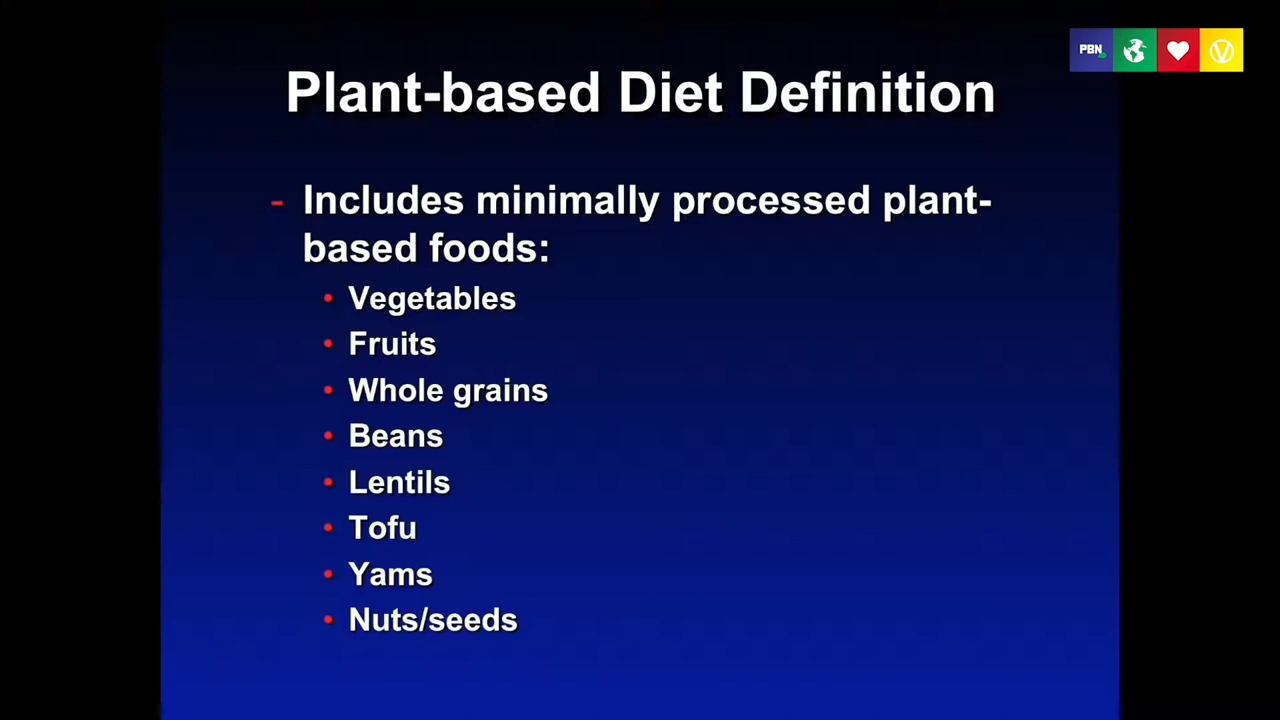 PBN
Plant-based Diet Definition
- Includes minimally processed plant-
based foods:
• Vegetables
• Fruits
• Whole grains
• Beans
• Lentils
• Tofu
• Yams
• Nuts/seeds